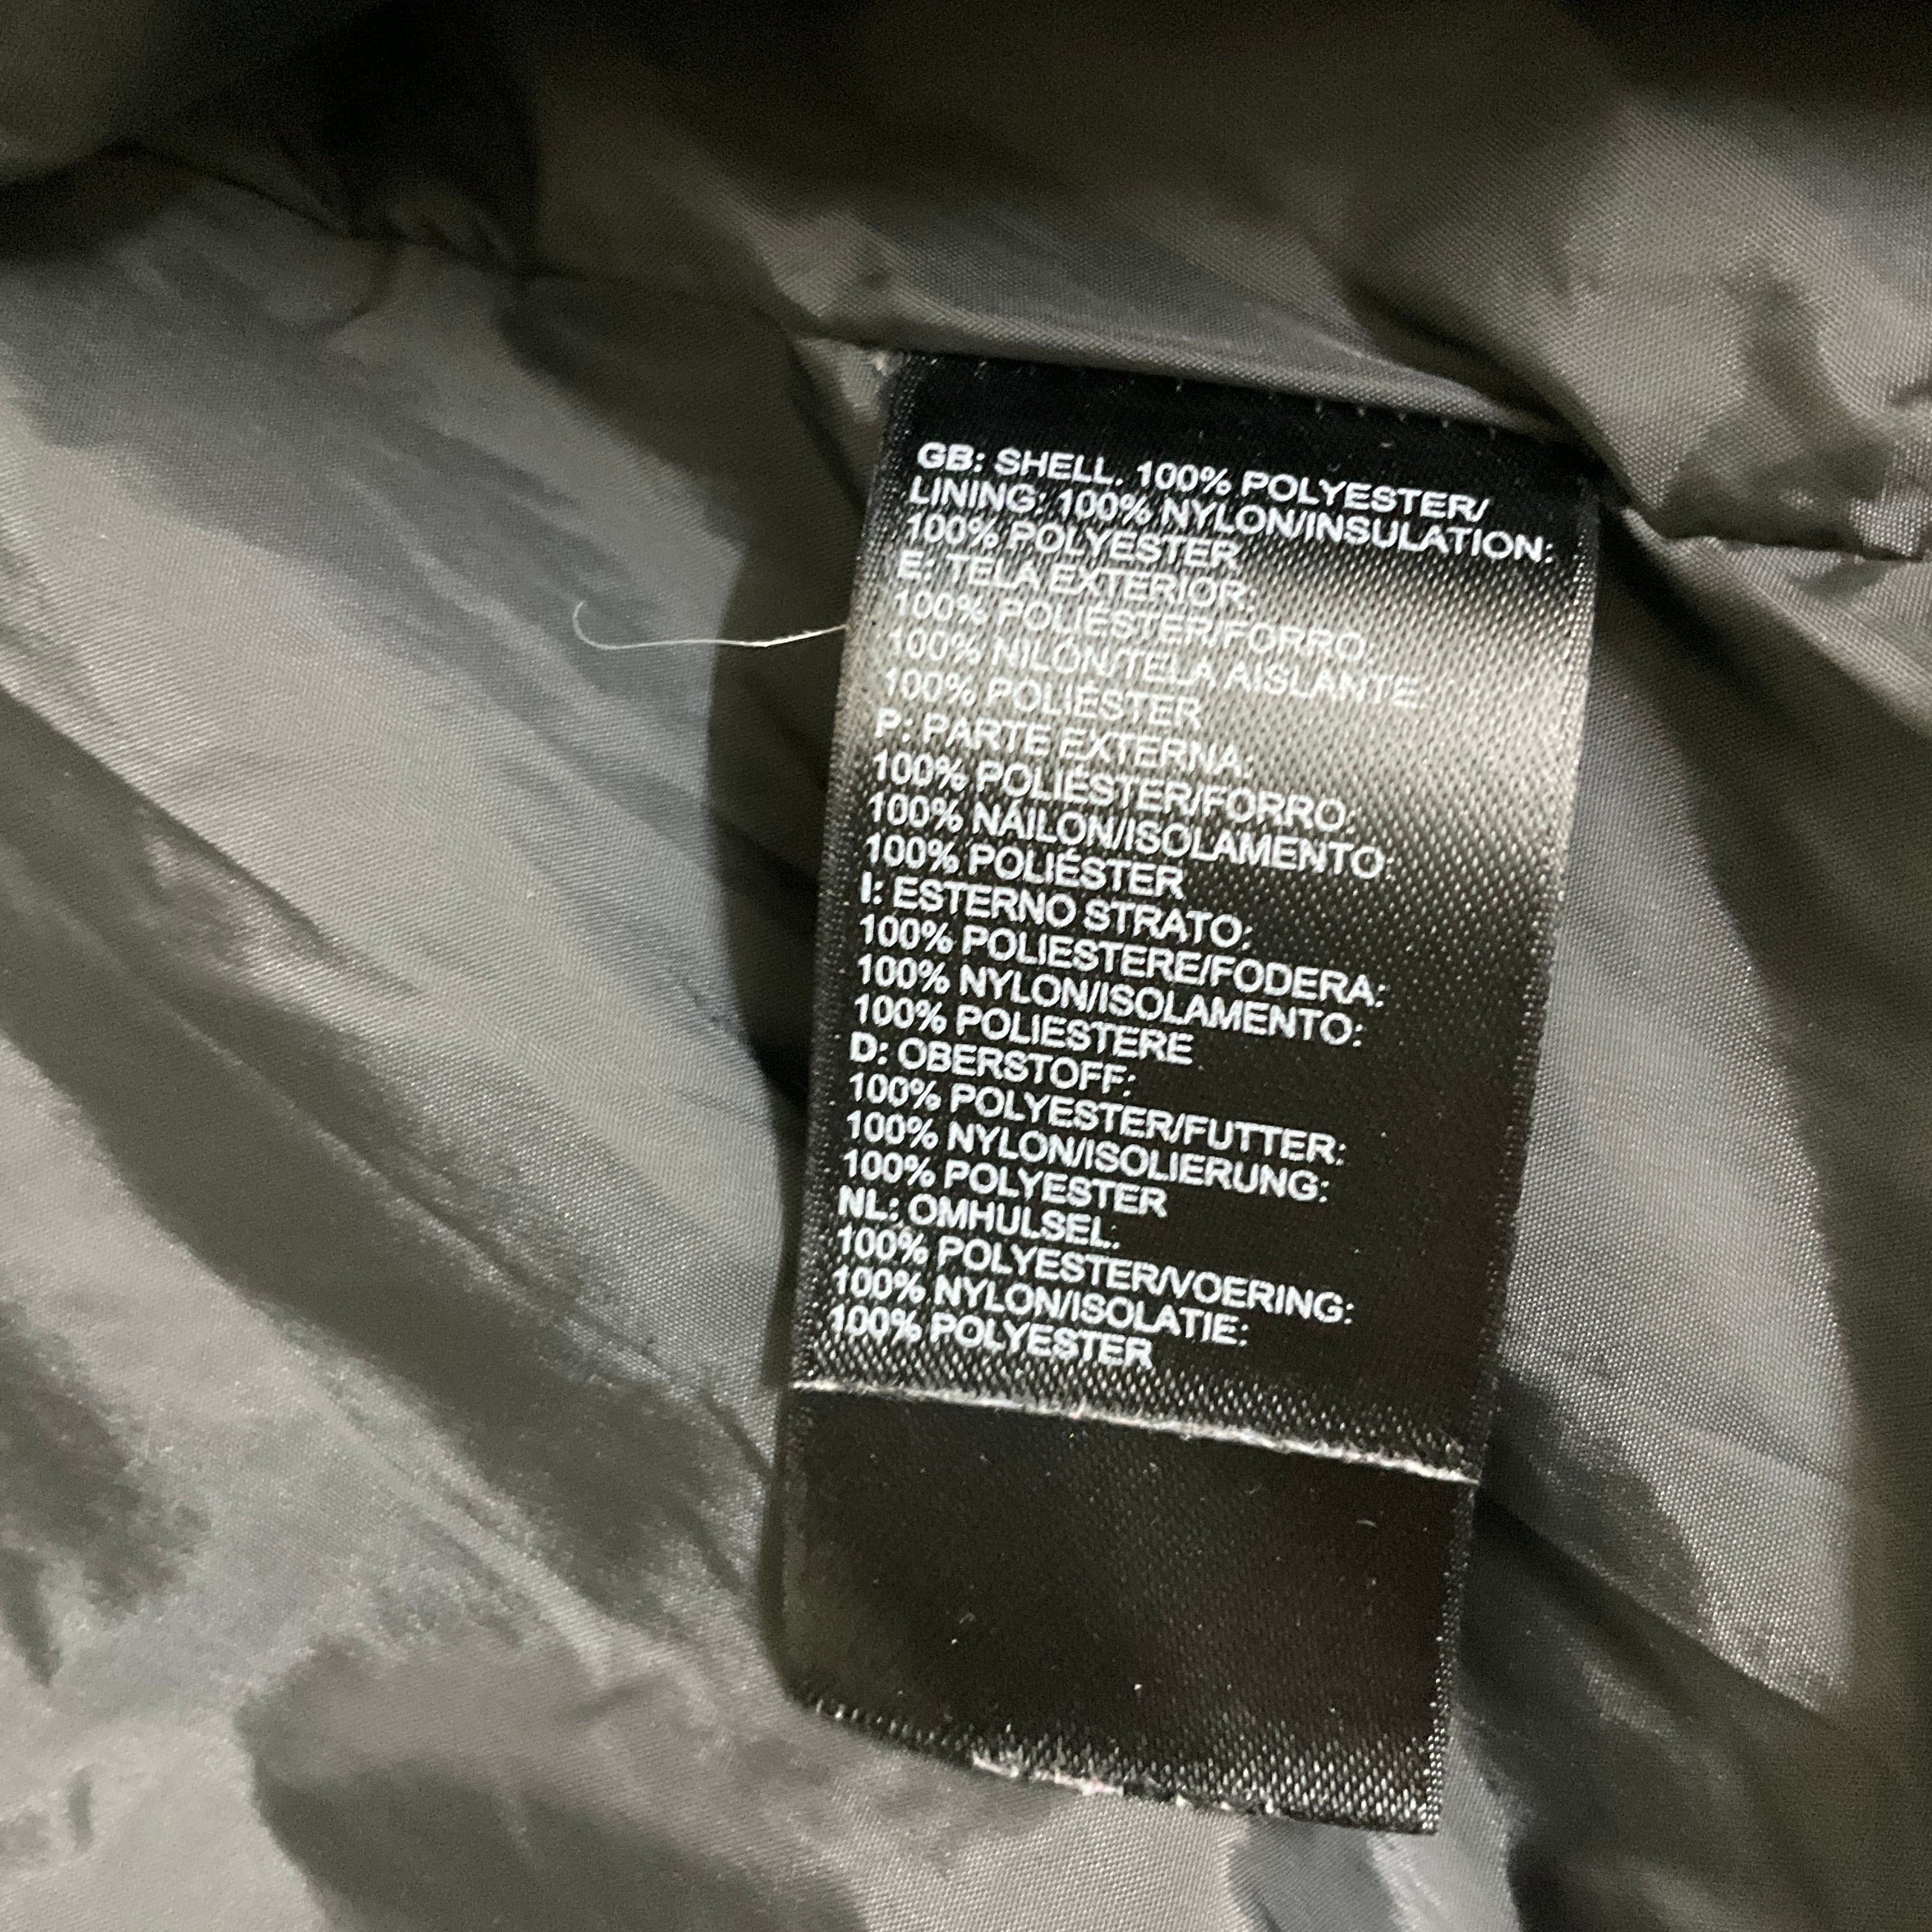 GB: SHELL: 100% POLYESTER/
LINING: 100% NYLON/INSULATION:
100% POLYESTER
E: TELA EXTERIOR:
100% POLIÉSTER/FORRO:
100% NILÓN/TELA AISLANTE:
100% POLIÉSTER
P: PARTE EXTERNA:
100% POLIÉSTER/FORRO:
100% NÁILON/ISOLAMENTO:
100% POLIÉSTER
I: ESTERNO STRATO:
100% POLIESTERE/FODERA:
100% NYLON/ISOLAMENTO:
100% POLIESTERE
D: OBERSTOFF:
100% POLYESTER/FUTTER:
100% NYLON/ISOLIERUNG:
100% POLYESTER
NL: OMHULSEL:
100% POLYESTER/VOERING:
100% NYLON/ISOLATIE:
100% POLYESTER